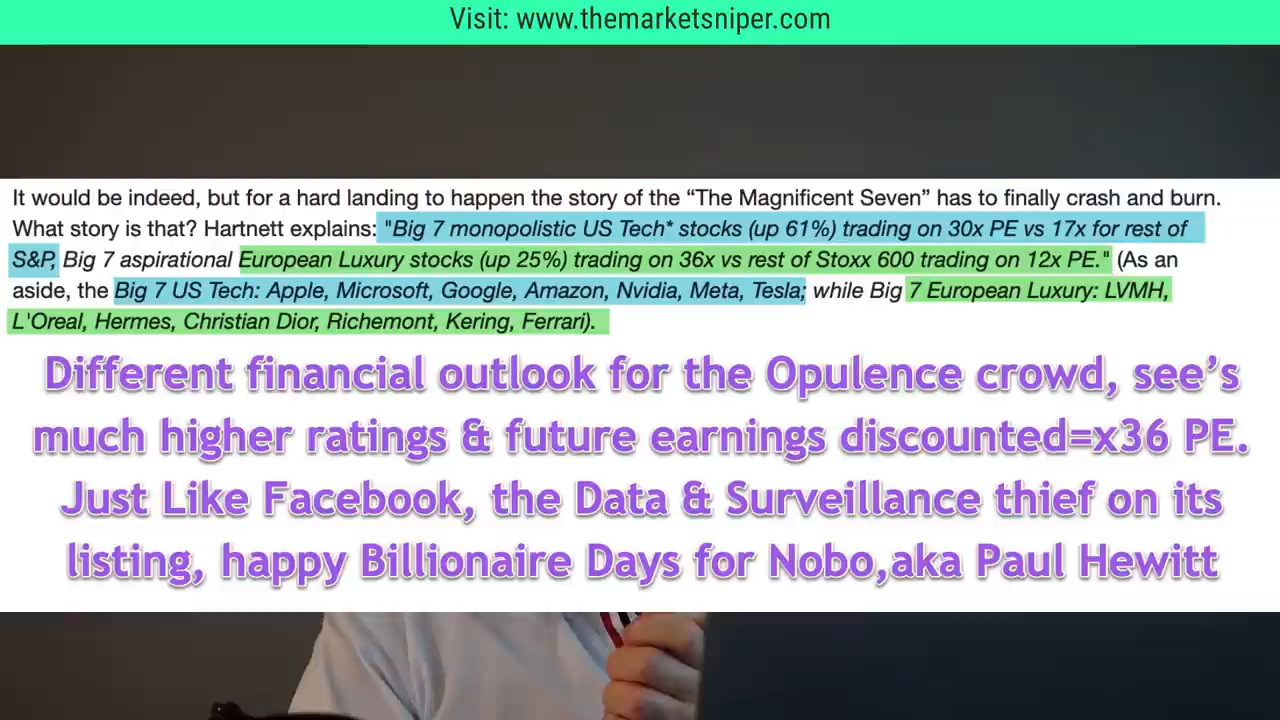 Visit: www.themarketsniper.com
It would be indeed, but for a hard landing to happen the story of the “The Magnificent Seven” has to finally crash and burn.
What story is that? Hartnett explains: "Big 7 monopolistic US Tech* stocks (up 61%) trading on 30x PE vs 17x for rest of
S&P, Big 7 aspirational European Luxury stocks (up 25%) trading on 36x vs rest of Stoxx 600 trading on 12x PE." (As an
aside, the Big 7 US Tech: Apple, Microsoft, Google, Amazon, Nvidia, Meta, Tesla; while Big 7 European Luxury: LVMH,
L'Oreal, Hermes, Christian Dior, Richemont, Kering, Ferrari).
Different financial outlook for the Opulence crowd, see’s
much higher ratings & future earnings discounted=x36 PE.
Just Like Facebook, the Data & Surveillance thief on its
listing, happy Billionaire Days for Nobo,aka Paul Hewitt